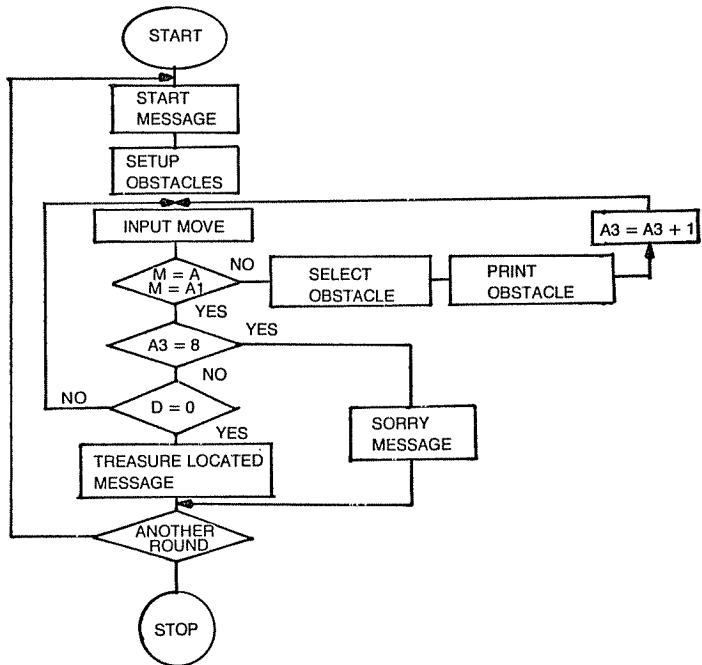 START
START
MESSAGE
SETUP
OBSTACLES
INPUT MOVE
A3 = A3 + 1
M = A
M = A1
NO
SELECT
OBSTACLE
PRINT
OBSTACLE
YES
A3 = 8
YES
NO
NO
D = 0
YES
SORRY
MESSAGE
TREASURE LOCATED
MESSAGE
ANOTHER
ROUND
STOP